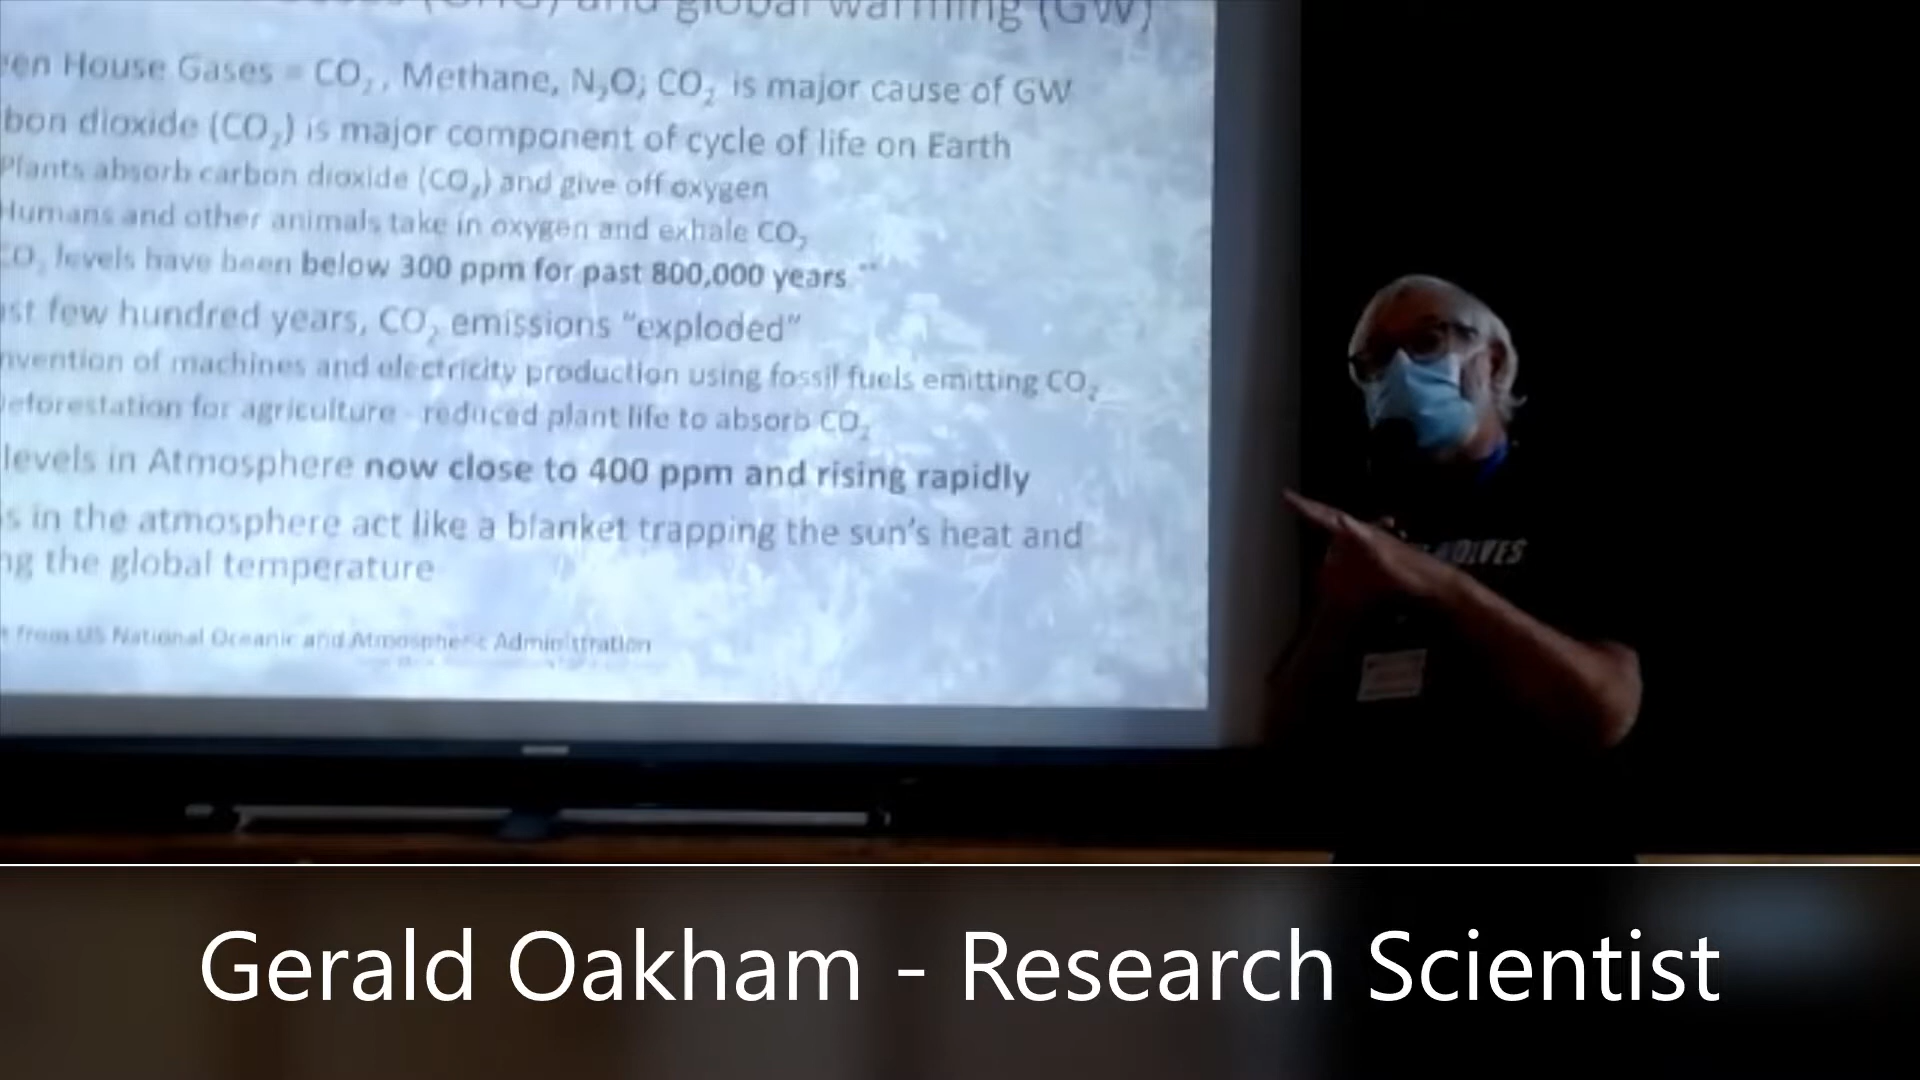 and global warming (GW)
en House Gases = CO₂, Methane, N₂O; CO₂ is major cause of GW
bon dioxide (CO₂) is major component of cycle of life on Earth
Plants absorb carbon dioxide (CO₂) and give off oxygen
Humans and other animals take in oxygen and exhale CO₂
CO₂ levels have been below 300 ppm for past 800,000 years **
st few hundred years, CO₂ emissions “exploded”
nvention of machines and electricity production using fossil fuels emitting CO₂
eforestation for agriculture - reduced plant life to absorb CO₂
levels in Atmosphere now close to 400 ppm and rising rapidly
s in the atmosphere act like a blanket trapping the sun’s heat and
ng the global temperature
from US National Oceanic and Atmospheric Administration
Gerald Oakham - Research Scientist